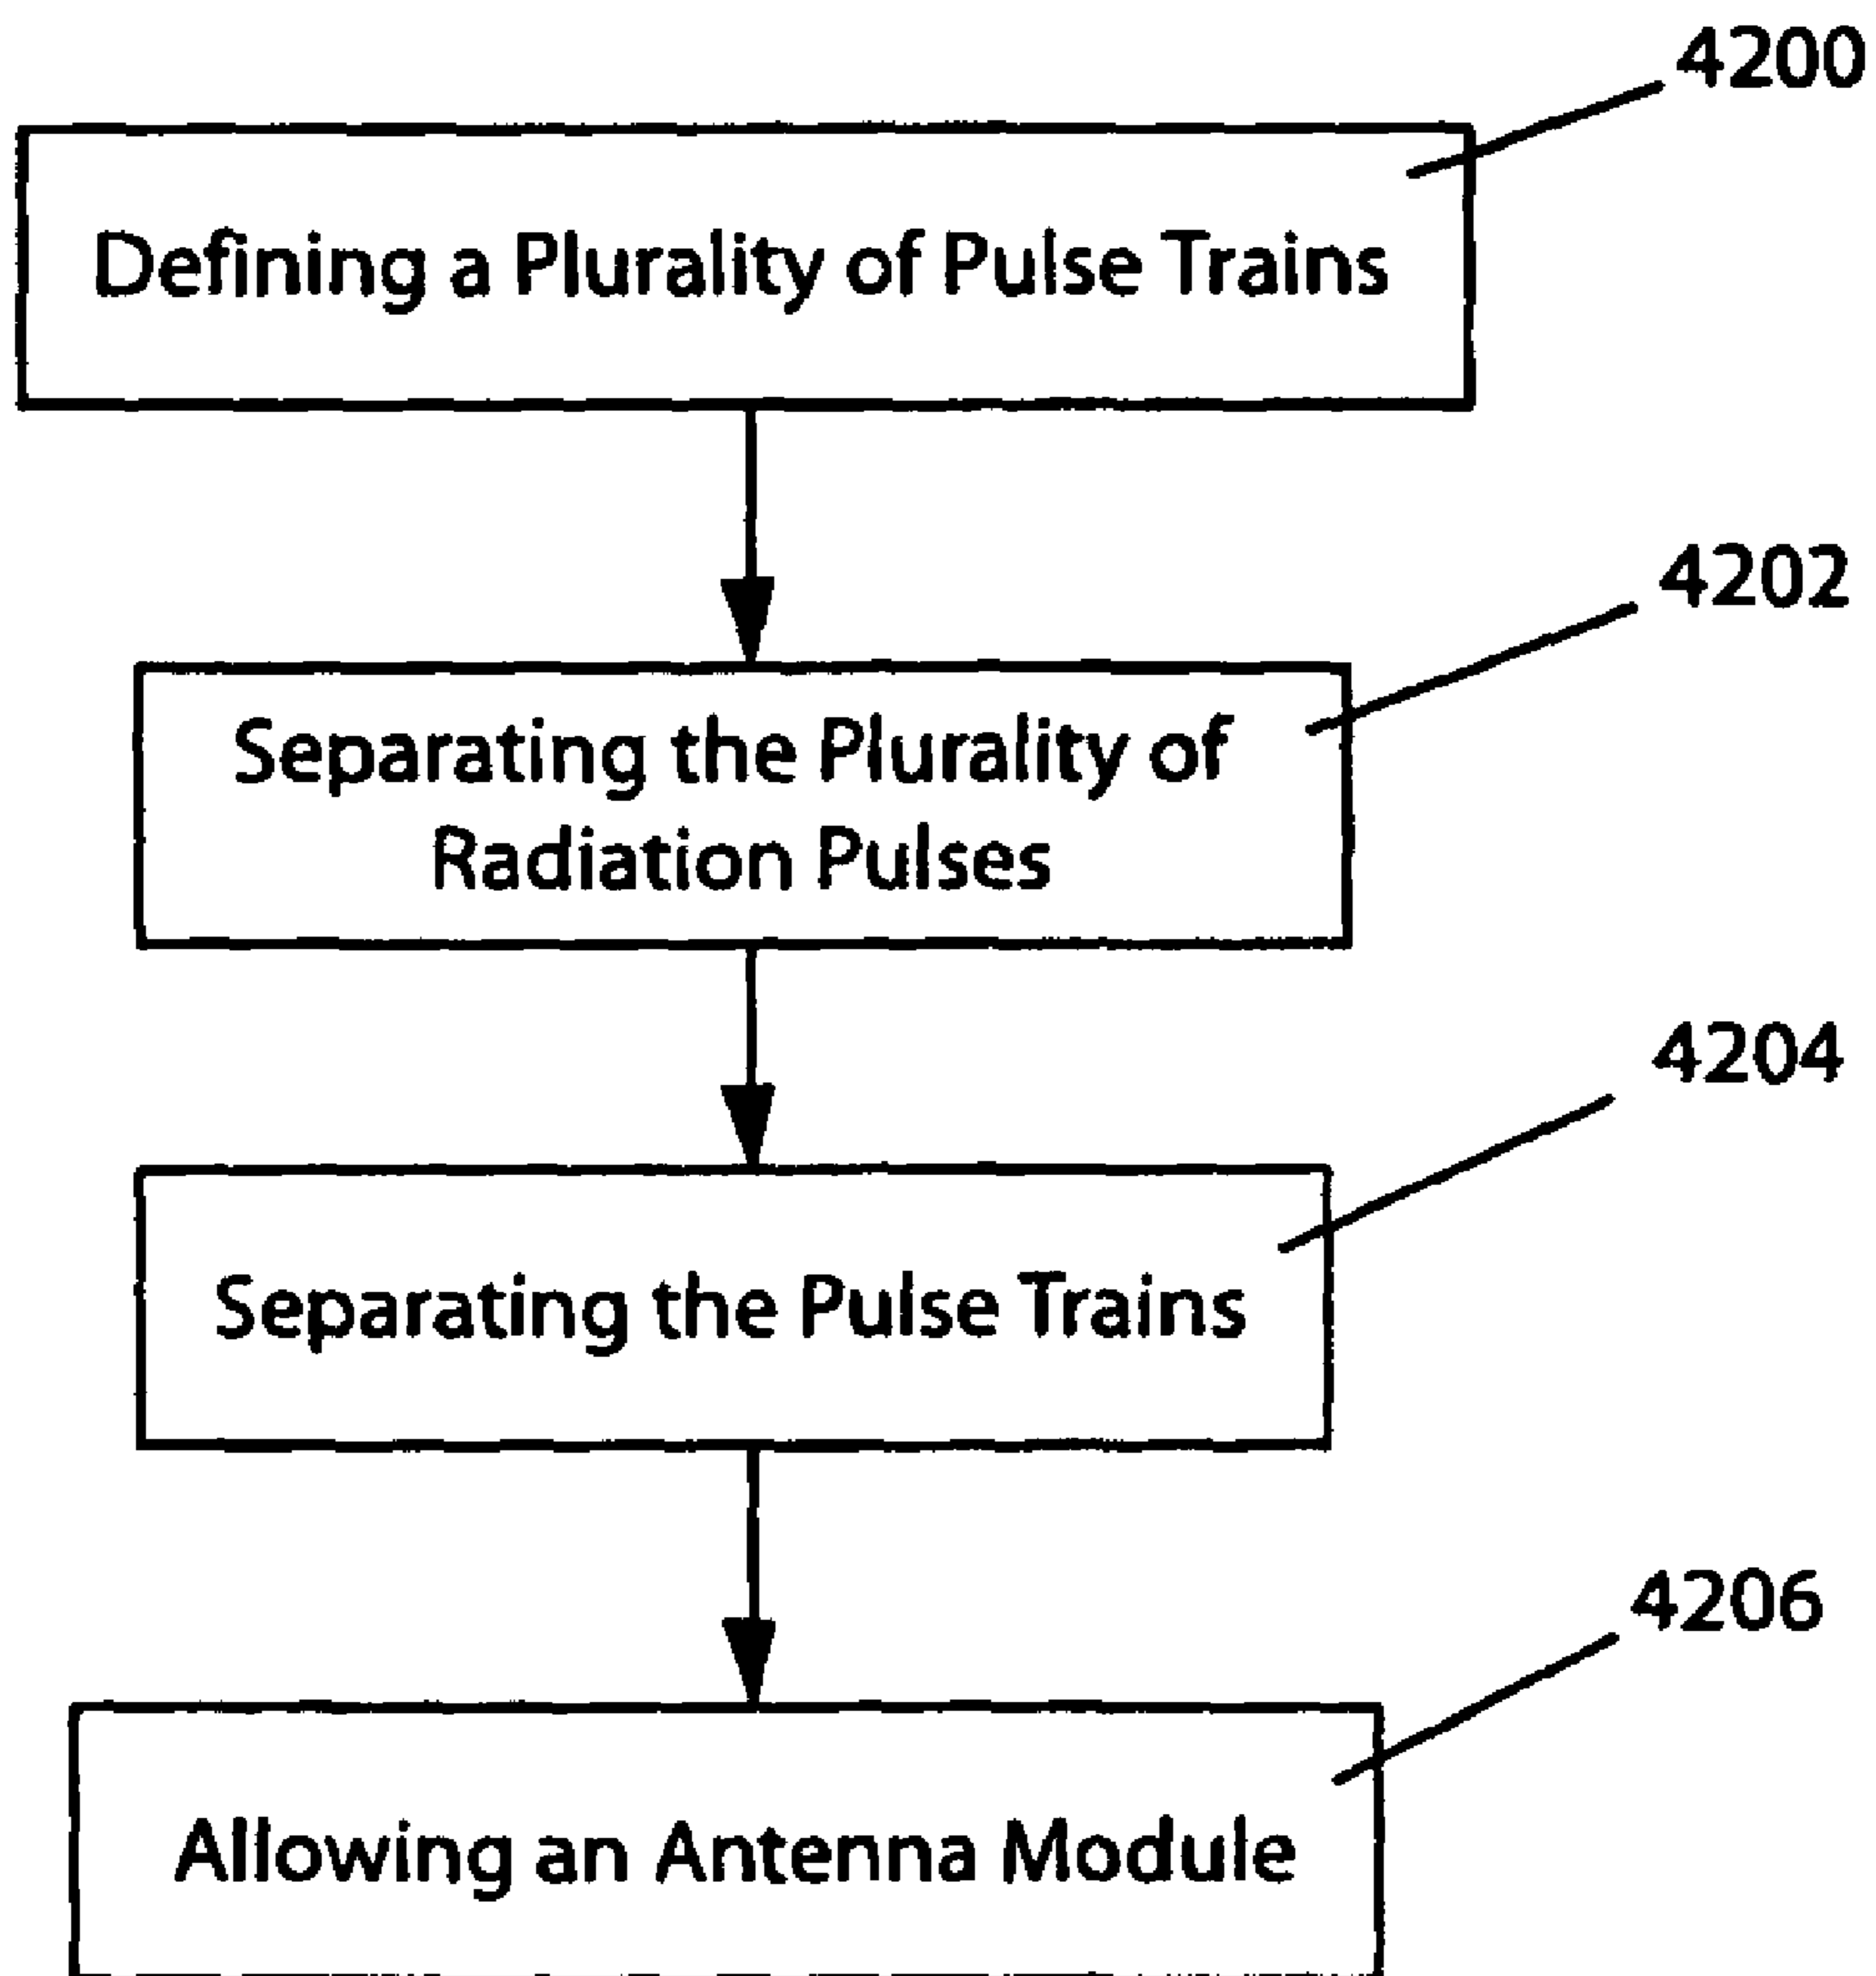 4200
Defining a Plurality of Pulse Trains
4202
Separating the Plurality of
Radiation Pulses
4204
Separating the Pulse Trains
4206
Allowing an Antenna Module